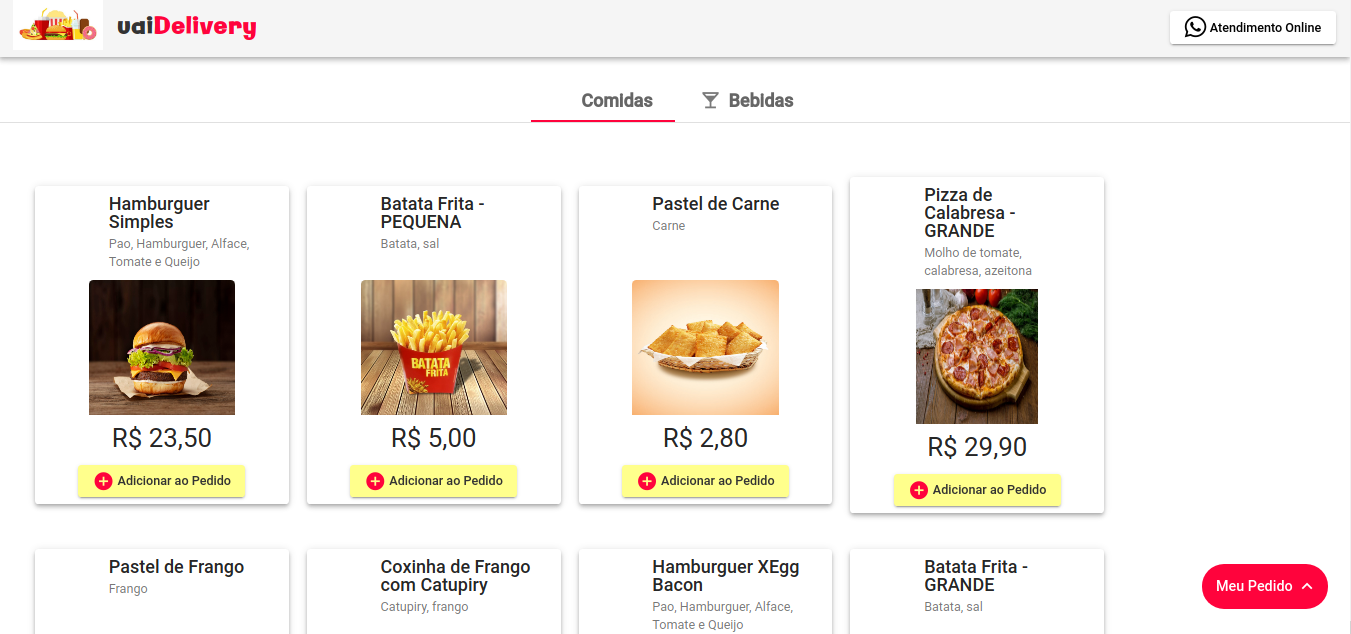 uaiDelivery
Atendimento Online
Comidas
Bebidas
Hamburguer
Simples
Pao, Hamburguer, Alface,
Tomate e Queijo
R$ 23,50
Adicionar ao Pedido
Batata Frita -
PEQUENA
Batata, sal
BATATA
FRITA
R$ 5,00
Adicionar ao Pedido
Pastel de Carne
Carne
R$ 2,80
Adicionar ao Pedido
Pizza de
Calabresa -
GRANDE
Molho de tomate,
calabresa, azeitona
R$ 29,90
Adicionar ao Pedido
Pastel de Frango
Frango
Coxinha de Frango
com Catupiry
Catupiry, frango
Hamburguer XEgg
Bacon
Pao, Hamburguer, Alface,
Tomate e Queijo
Batata Frita -
GRANDE
Batata, sal
Meu Pedido